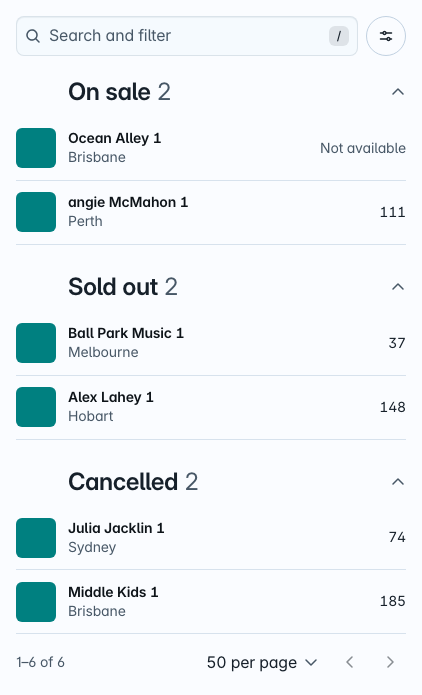 Search and filter /
On sale 2
Ocean Alley 1
Brisbane
Not available
angie McMahon 1
Perth
111
Sold out 2
Ball Park Music 1
Melbourne
37
Alex Lahey 1
Hobart
148
Cancelled 2
Julia Jacklin 1
Sydney
74
Middle Kids 1
Brisbane
185
1–6 of 6 50 per page